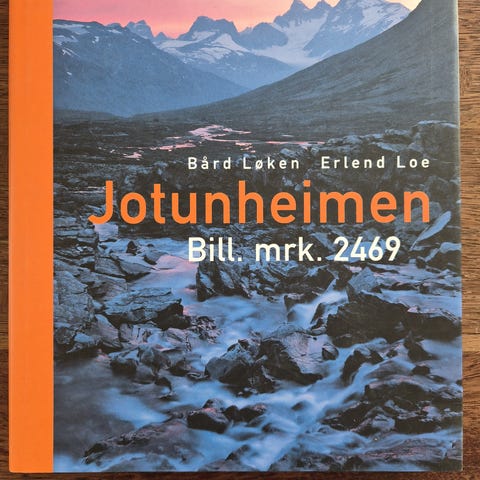 Bård Løken Erlend Loe
Jotunheimen
Bill. mrk. 2469